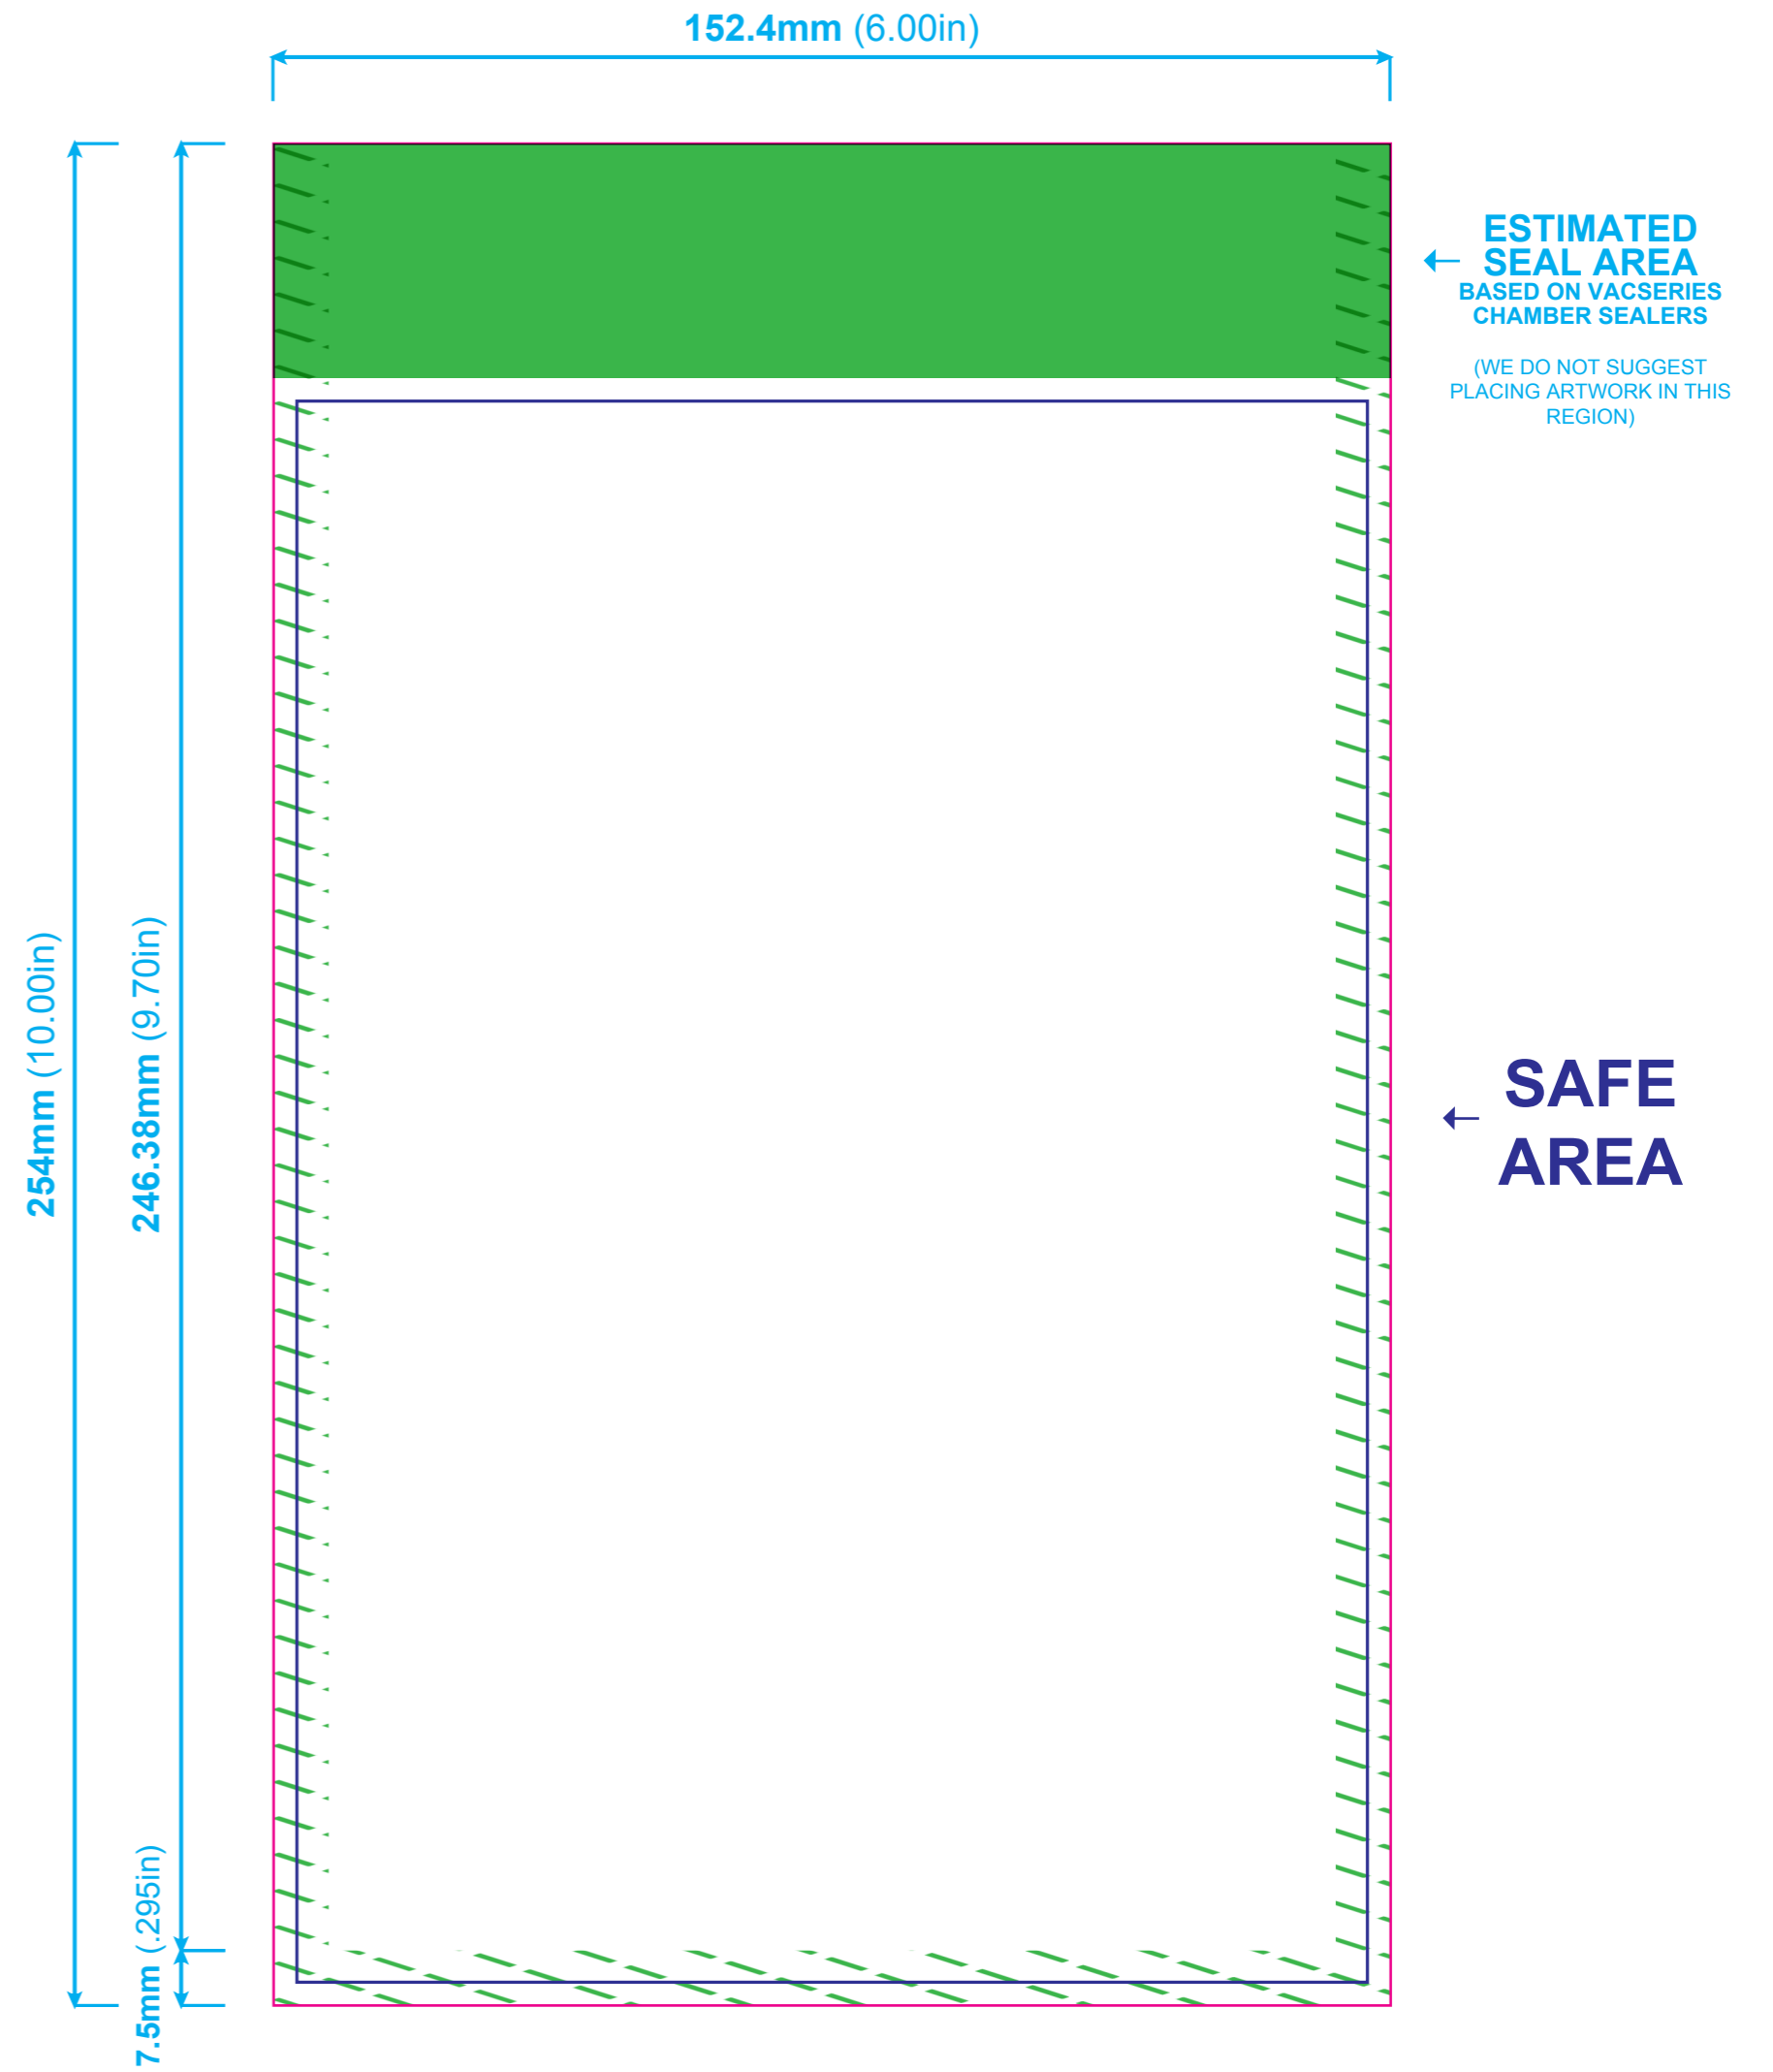 152.4mm (6.00in)
ESTIMATED
SEAL AREA
BASED ON VACSERIES
CHAMBER SEALERS
(WE DO NOT SUGGEST
PLACING ARTWORK IN THIS
REGION)
254mm (10.00in)
246.38mm (9.70in)
SAFE
AREA
7.5mm (.295in)